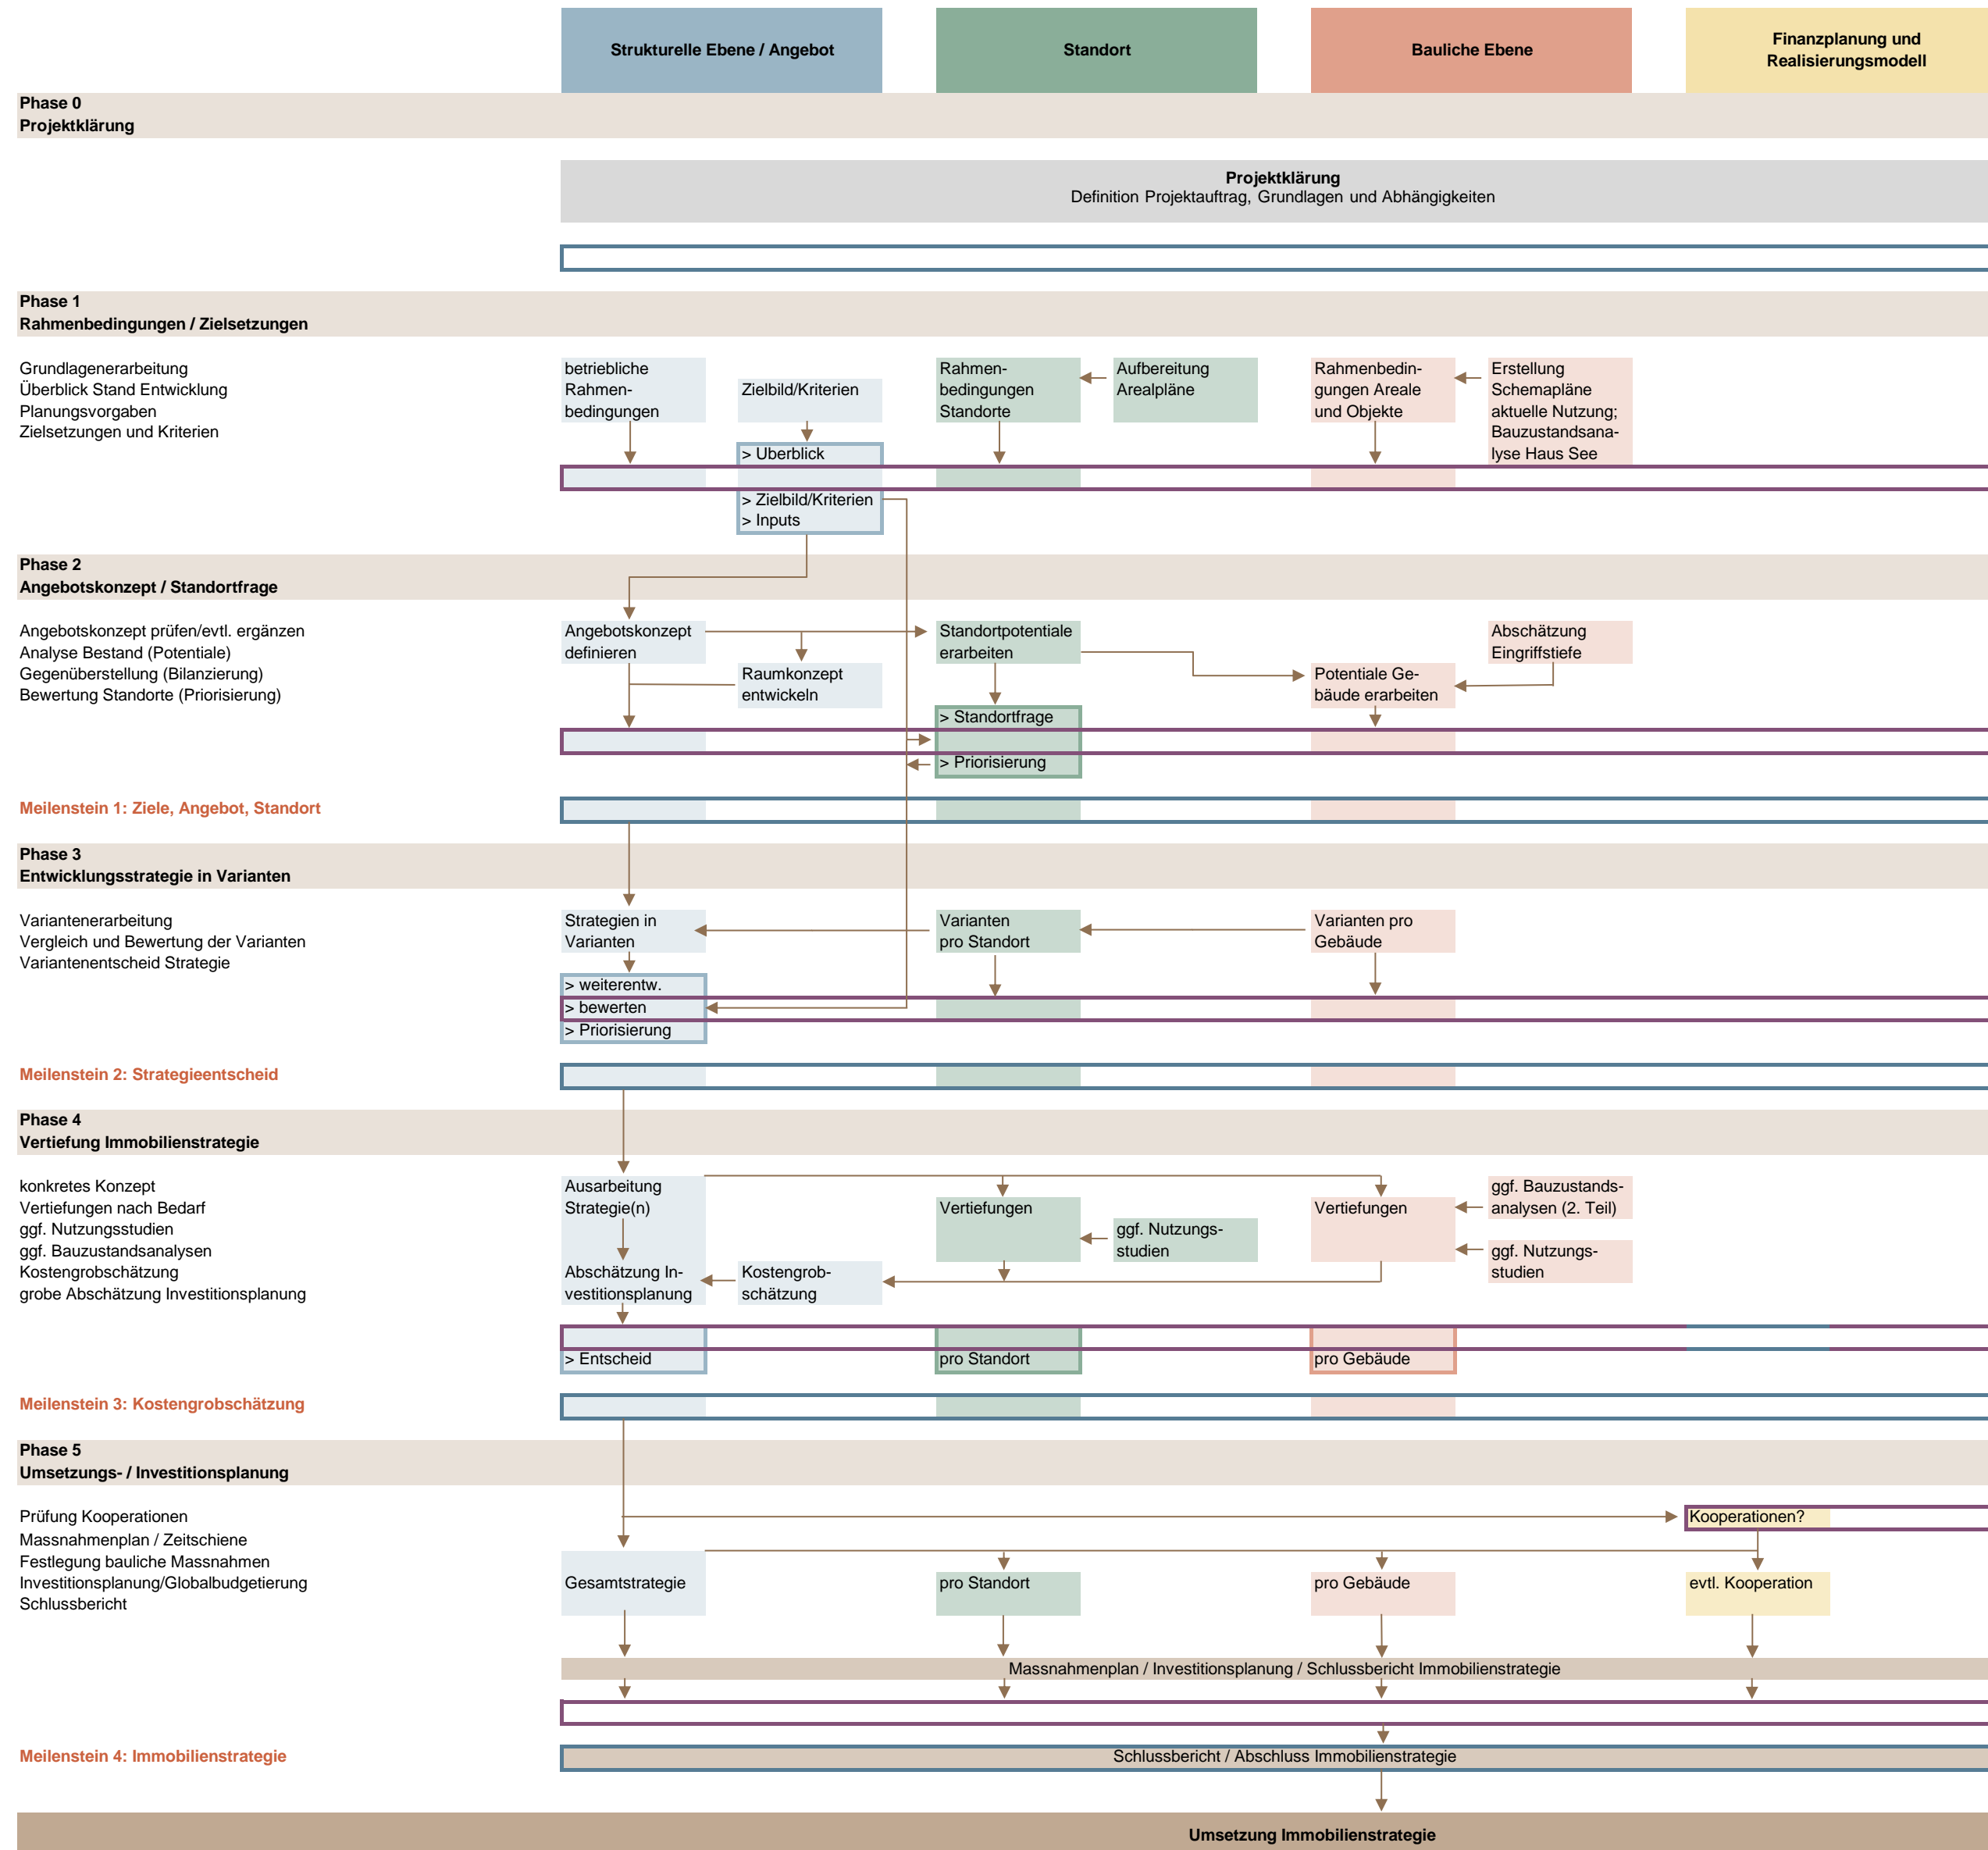 Strukturelle Ebene / Angebot
Standort
Bauliche Ebene
Finanzplanung und
Realisierungsmodell
Phase 0
Projektklärung
Projektklärung
Definition Projektauftrag, Grundlagen und Abhängigkeiten
Phase 1
Rahmenbedingungen / Zielsetzungen
Grundlagenerarbeitung
Überblick Stand Entwicklung
Planungsvorgaben
Zielsetzungen und Kriterien
betriebliche
Rahmen-
bedingungen
Zielbild/Kriterien
> Überblick
> Zielbild/Kriterien
> Inputs
Rahmen-
bedingungen
Standorte
Aufbereitung
Arealpläne
Rahmenbedin-
gungen Areale
und Objekte
Erstellung
Schemapläne
aktuelle Nutzung;
Bauzustandsana-
lyse Haus See
Phase 2
Angebotskonzept / Standortfrage
Angebotskonzept prüfen/evtl. ergänzen
Analyse Bestand (Potentiale)
Gegenüberstellung (Bilanzierung)
Bewertung Standorte (Priorisierung)
Angebotskonzept
definieren
Raumkonzept
entwickeln
Standortpotentiale
erarbeiten
> Standortfrage
> Priorisierung
Potentiale Ge-
bäude erarbeiten
Abschätzung
Eingriffstiefe
Meilenstein 1: Ziele, Angebot, Standort
Phase 3
Entwicklungsstrategie in Varianten
Variantenerarbeitung
Vergleich und Bewertung der Varianten
Variantenentscheid Strategie
Strategien in
Varianten
> weiterentw.
> bewerten
> Priorisierung
Varianten
pro Standort
Varianten pro
Gebäude
Meilenstein 2: Strategieentscheid
Phase 4
Vertiefung Immobilienstrategie
konkretes Konzept
Vertiefungen nach Bedarf
ggf. Nutzungsstudien
ggf. Bauzustandsanalysen
Kostengrobschätzung
grobe Abschätzung Investitionsplanung
Ausarbeitung
Strategie(n)
Abschätzung In-
vestitionsplanung
Kostengrob-
schätzung
> Entscheid
Vertiefungen
ggf. Nutzungs-
studien
pro Standort
Vertiefungen
ggf. Bauzustands-
analysen (2. Teil)
ggf. Nutzungs-
studien
pro Gebäude
Meilenstein 3: Kostengrobschätzung
Phase 5
Umsetzungs- / Investitionsplanung
Prüfung Kooperationen
Massnahmenplan / Zeitschiene
Festlegung bauliche Massnahmen
Investitionsplanung/Globalbudgetierung
Schlussbericht
Kooperationen?
Gesamtstrategie
pro Standort
pro Gebäude
evtl. Kooperation
Massnahmenplan / Investitionsplanung / Schlussbericht Immobilienstrategie
Meilenstein 4: Immobilienstrategie
Schlussbericht / Abschluss Immobilienstrategie
Umsetzung Immobilienstrategie